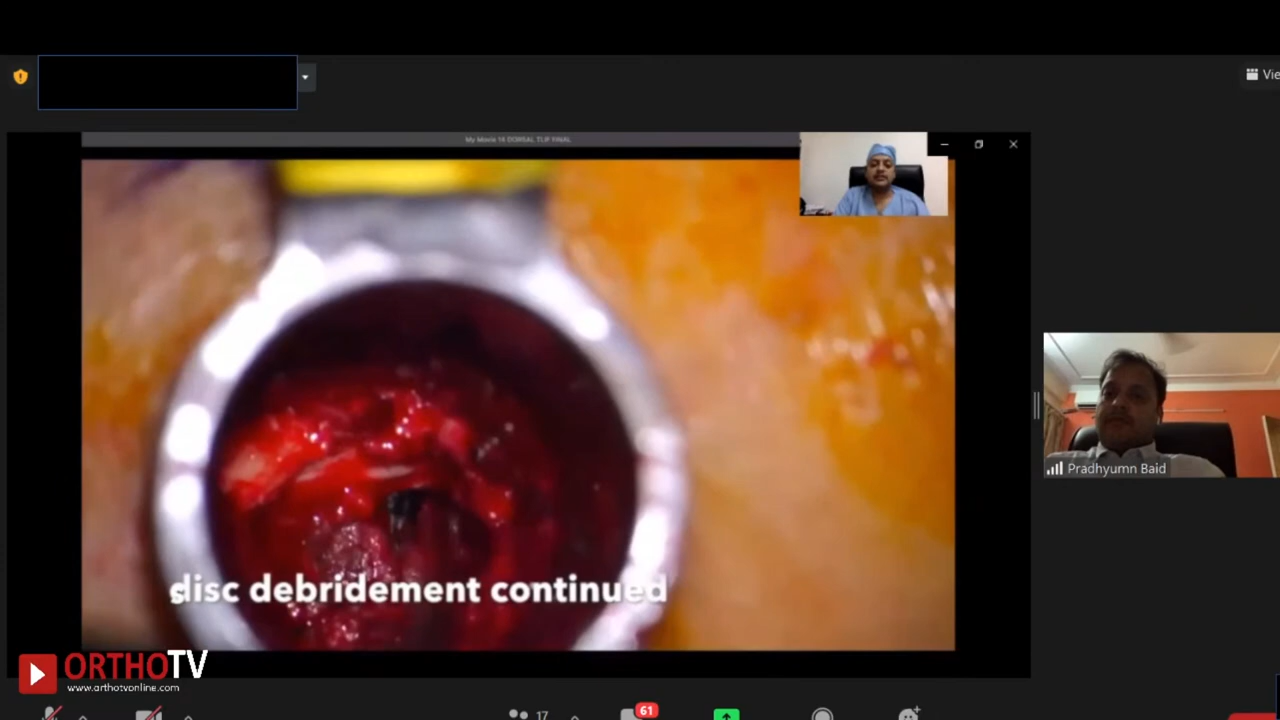 Vie
My Movie 16 DORSAL TLIF FINAL
Pradhyumn Baid
disc debridement continued
ORTHOTV
www.orthotvonline.com
17
61